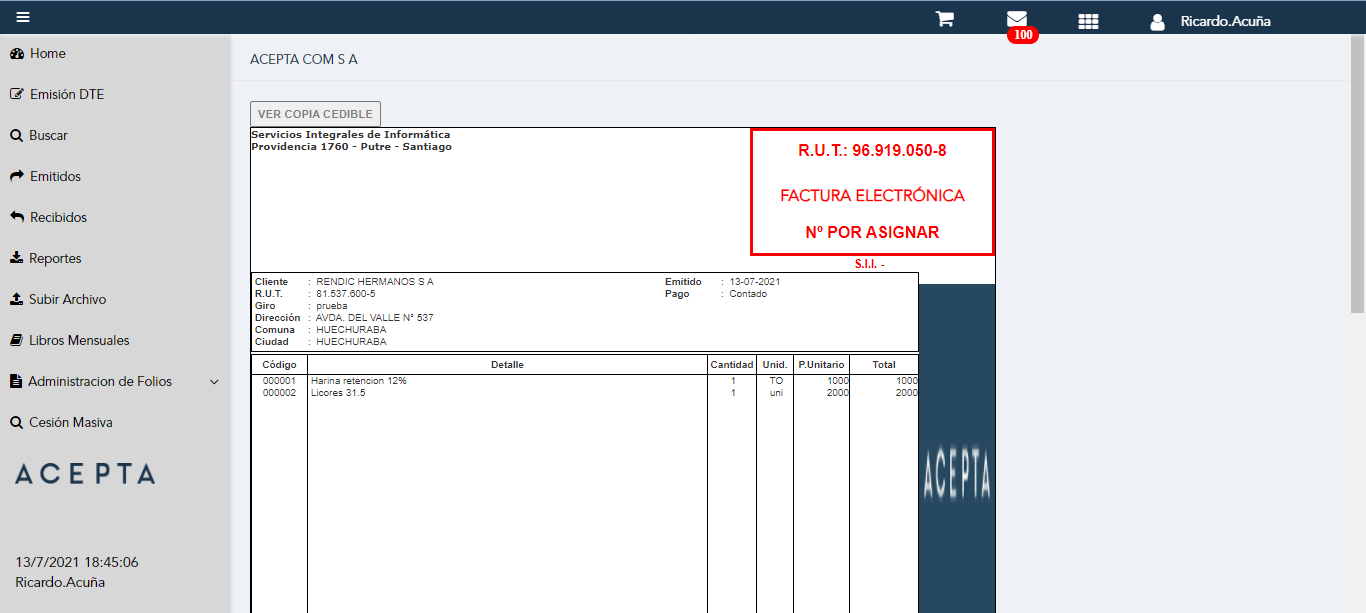 Ricardo.Acuña
100
Home
Emisión DTE
Buscar
Emitidos
Recibidos
Reportes
Subir Archivo
Libros Mensuales
Administracion de Folios
Cesión Masiva
ACEPTA
13/7/2021 18:45:06
Ricardo.Acuña
ACEPTA COM S A
VER COPIA CEDIBLE
Servicios Integrales de Informática
Providencia 1760 - Putre - Santiago
R.U.T.: 96.919.050-8
FACTURA ELECTRÓNICA
Nº POR ASIGNAR
S.I.I. -
Cliente : RENDIC HERMANOS S A Emitido : 13-07-2021
R.U.T. : 81.537.600-5 Pago : Contado
Giro : prueba
Dirección : AVDA. DEL VALLE N° 537
Comuna : HUECHURABA
Ciudad : HUECHURABA
Código Detalle Cantidad Unid. P.Unitario Total
000001 Harina retencion 12% 1 TO 1000 1000
000002 Licores 31.5 1 uni 2000 2000
ACEPTA